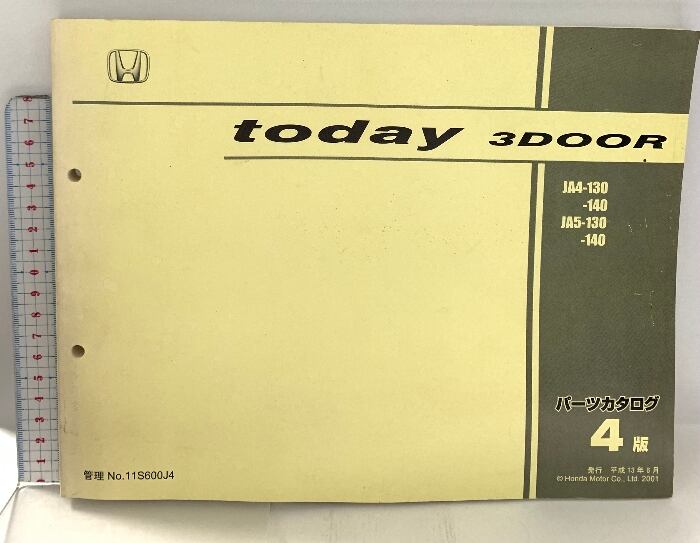 today 3DOOR
JA4-130
-140
JA5-130
-140
パーツカタログ
4 版
発行 平成13年6月
© Honda Motor Co., Ltd. 2001
管理 No.11S600J4